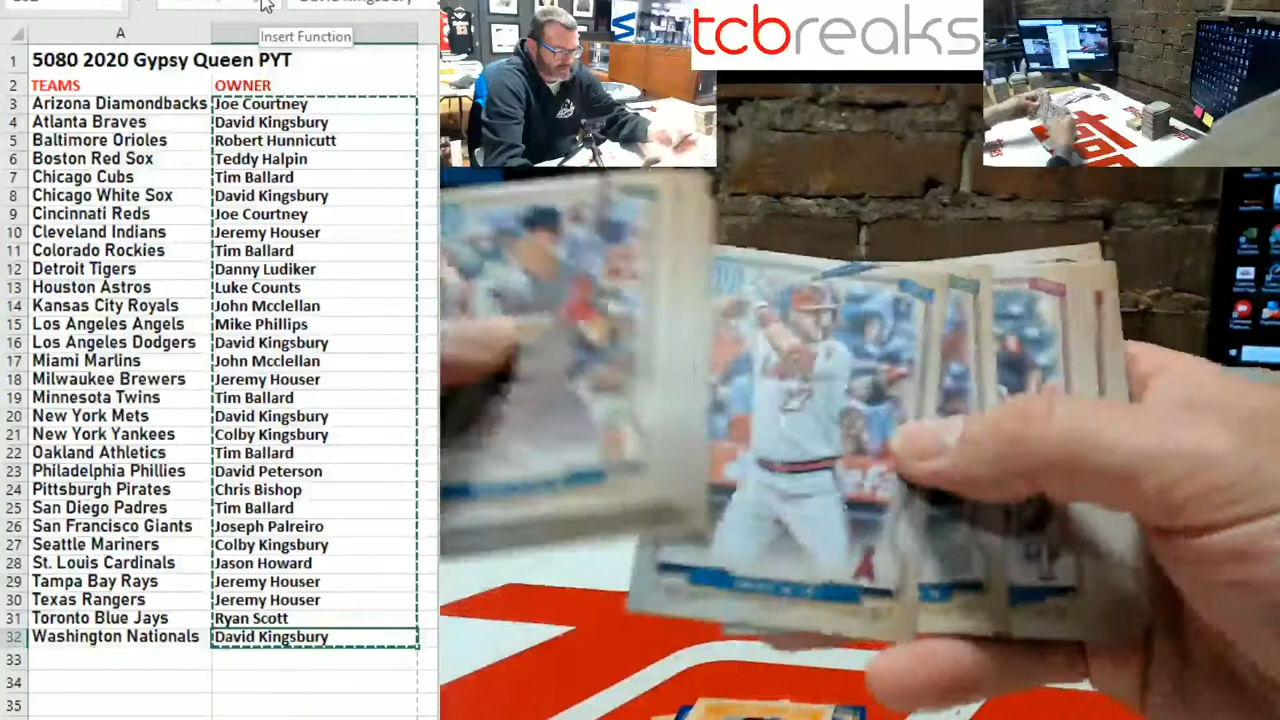 David Kingsbury
Insert Function
A
1 5080 2020 Gypsy Queen PYT
2 TEAMS OWNER
3 Arizona Diamondbacks Joe Courtney
4 Atlanta Braves David Kingsbury
5 Baltimore Orioles Robert Hunnicutt
6 Boston Red Sox Teddy Halpin
7 Chicago Cubs Tim Ballard
8 Chicago White Sox David Kingsbury
9 Cincinnati Reds Joe Courtney
10 Cleveland Indians Jeremy Houser
11 Colorado Rockies Tim Ballard
12 Detroit Tigers Danny Ludiker
13 Houston Astros Luke Counts
14 Kansas City Royals John Mcclellan
15 Los Angeles Angels Mike Phillips
16 Los Angeles Dodgers David Kingsbury
17 Miami Marlins John Mcclellan
18 Milwaukee Brewers Jeremy Houser
19 Minnesota Twins Tim Ballard
20 New York Mets David Kingsbury
21 New York Yankees Colby Kingsbury
22 Oakland Athletics Tim Ballard
23 Philadelphia Phillies David Peterson
24 Pittsburgh Pirates Chris Bishop
25 San Diego Padres Tim Ballard
26 San Francisco Giants Joseph Palreiro
27 Seattle Mariners Colby Kingsbury
28 St. Louis Cardinals Jason Howard
29 Tampa Bay Rays Jeremy Houser
30 Texas Rangers Jeremy Houser
31 Toronto Blue Jays Ryan Scott
32 Washington Nationals David Kingsbury
33
34
35
tcbreaks
27